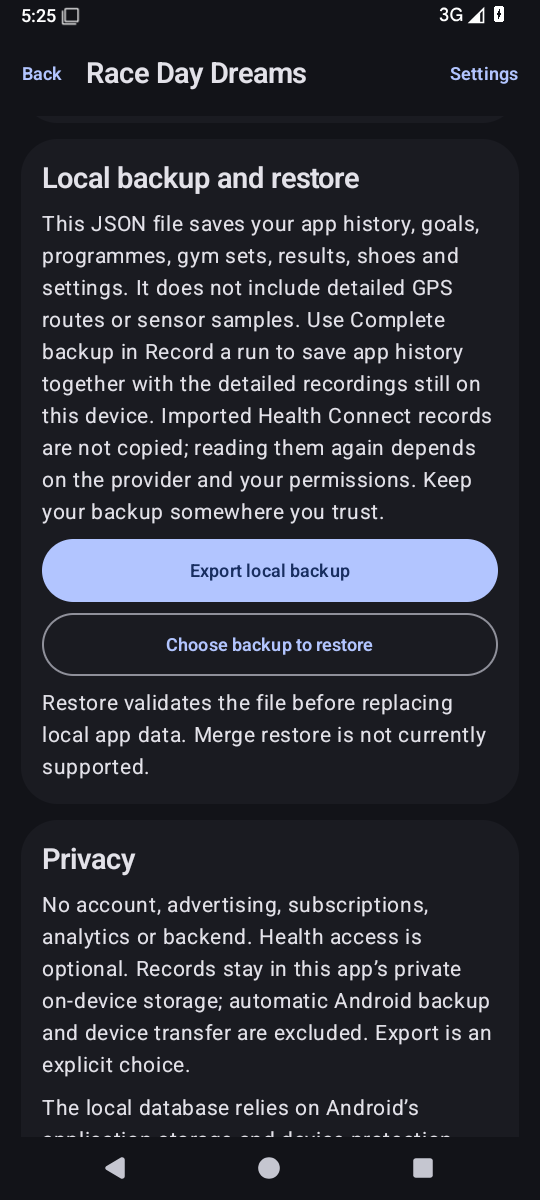 5:25
3G
Back
Race Day Dreams
Settings
Local backup and restore
This JSON file saves your app history, goals,
programmes, gym sets, results, shoes and
settings. It does not include detailed GPS
routes or sensor samples. Use Complete
backup in Record a run to save app history
together with the detailed recordings still on
this device. Imported Health Connect records
are not copied; reading them again depends
on the provider and your permissions. Keep
your backup somewhere you trust.
Export local backup
Choose backup to restore
Restore validates the file before replacing
local app data. Merge restore is not currently
supported.
Privacy
No account, advertising, subscriptions,
analytics or backend. Health access is
optional. Records stay in this app’s private
on-device storage; automatic Android backup
and device transfer are excluded. Export is an
explicit choice.
The local database relies on Android’s
application storage and device protection